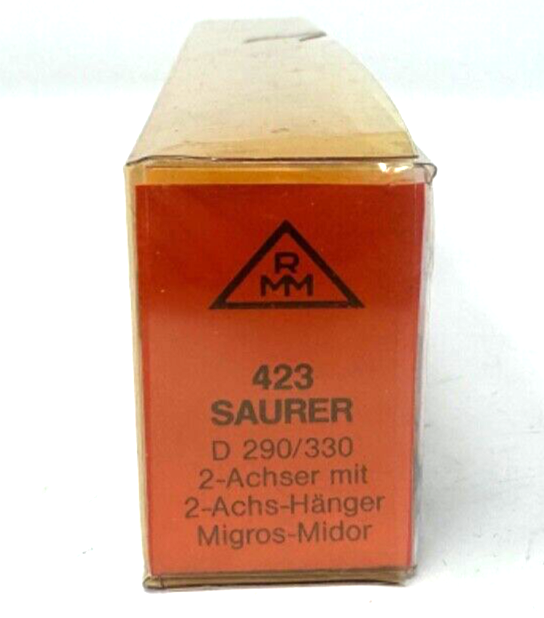 R
MM
423
SAURER
D 290/330
2-Achser mit
2-Achs-Hänger
Migros-Midor